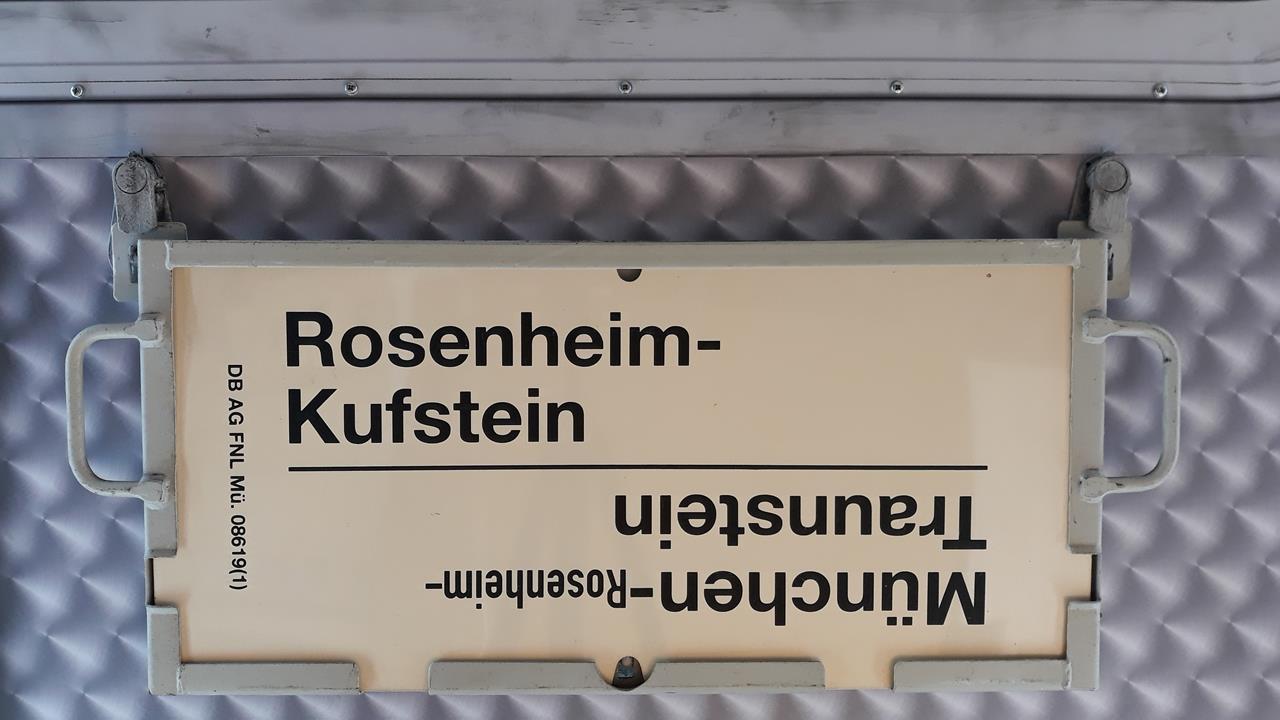 Rosenheim-
Kufstein
München-Rosenheim-
Traunstein
DB AG FNL Mü. 08619(1)